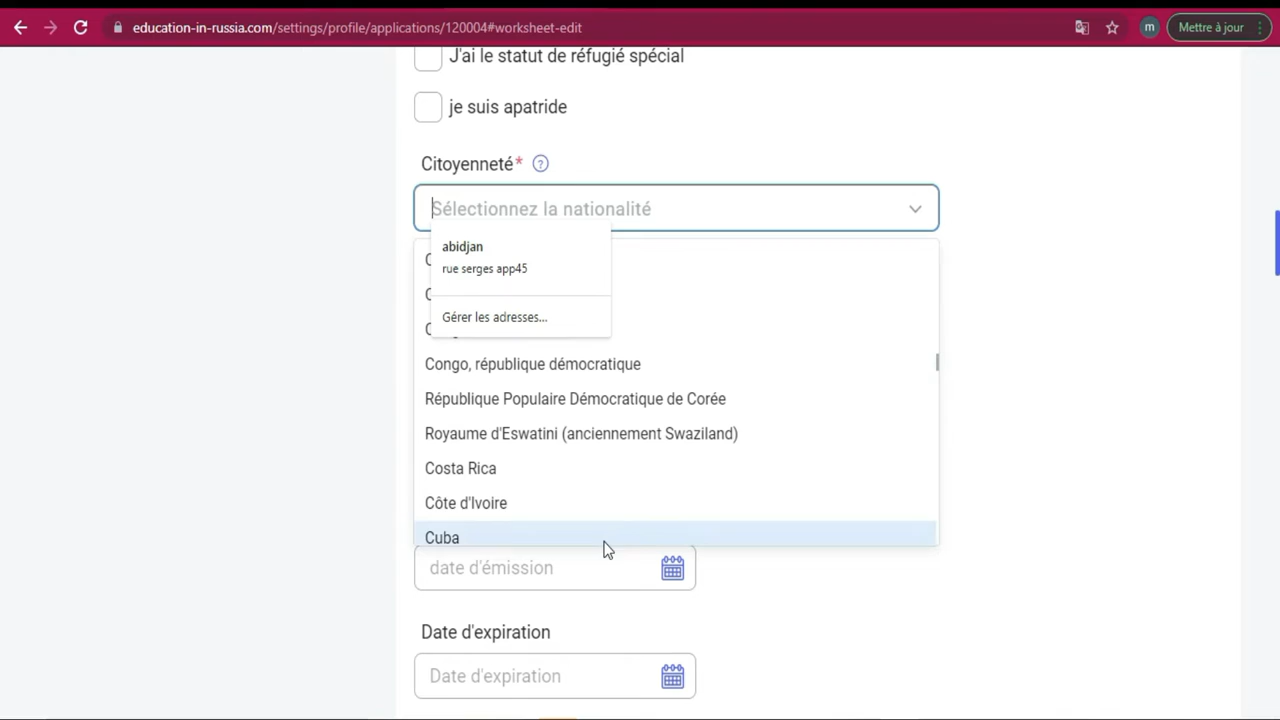 education-in-russia.com/settings/profile/applications/120004#worksheet-edit
m
Mettre à jour
J'ai le statut de réfugié spécial
je suis apatride
Citoyenneté* ?
Sélectionnez la nationalité
abidjan
rue serges app45
Gérer les adresses...
Congo, république démocratique
République Populaire Démocratique de Corée
Royaume d'Eswatini (anciennement Swaziland)
Costa Rica
Côte d'Ivoire
Cuba
date d'émission
Date d'expiration
Date d'expiration